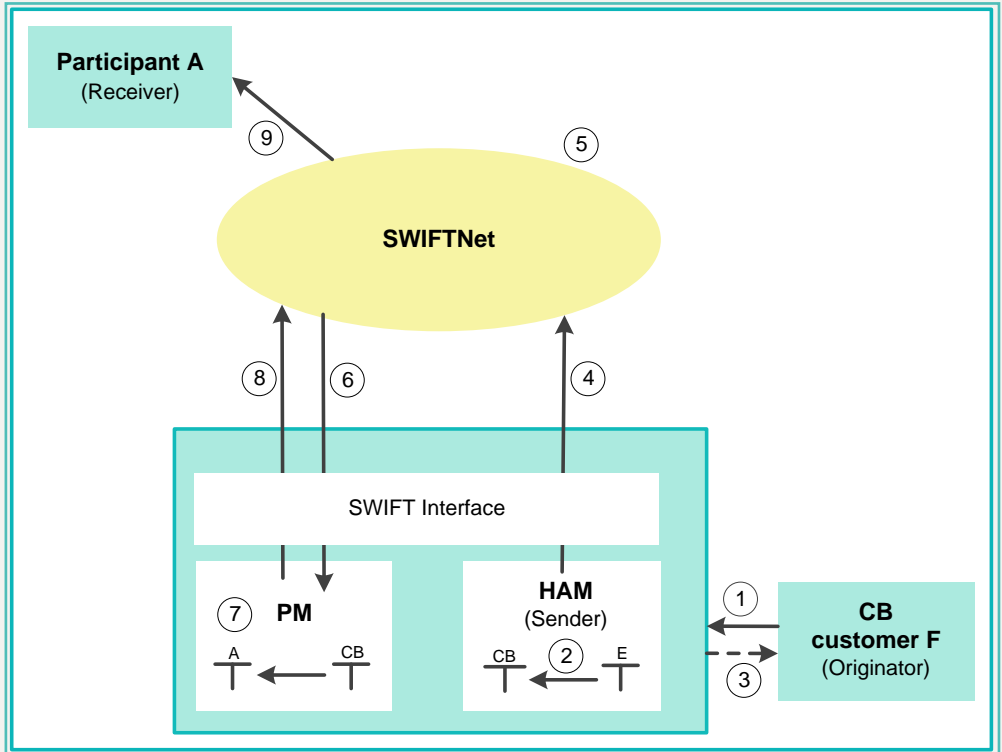 Participant A
(Receiver)
9
5
SWIFTNet
8
6
4
SWIFT Interface
7
PM
A
CB
HAM
(Sender)
CB
2
E
1
3
CB
customer F
(Originator)